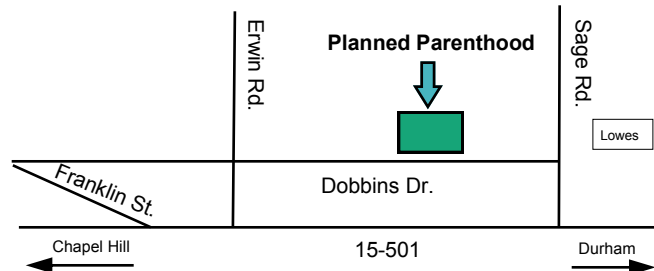 Erwin Rd.
Planned Parenthood
Sage Rd.
Lowes
Franklin St.
Dobbins Dr.
Chapel Hill
15-501
Durham